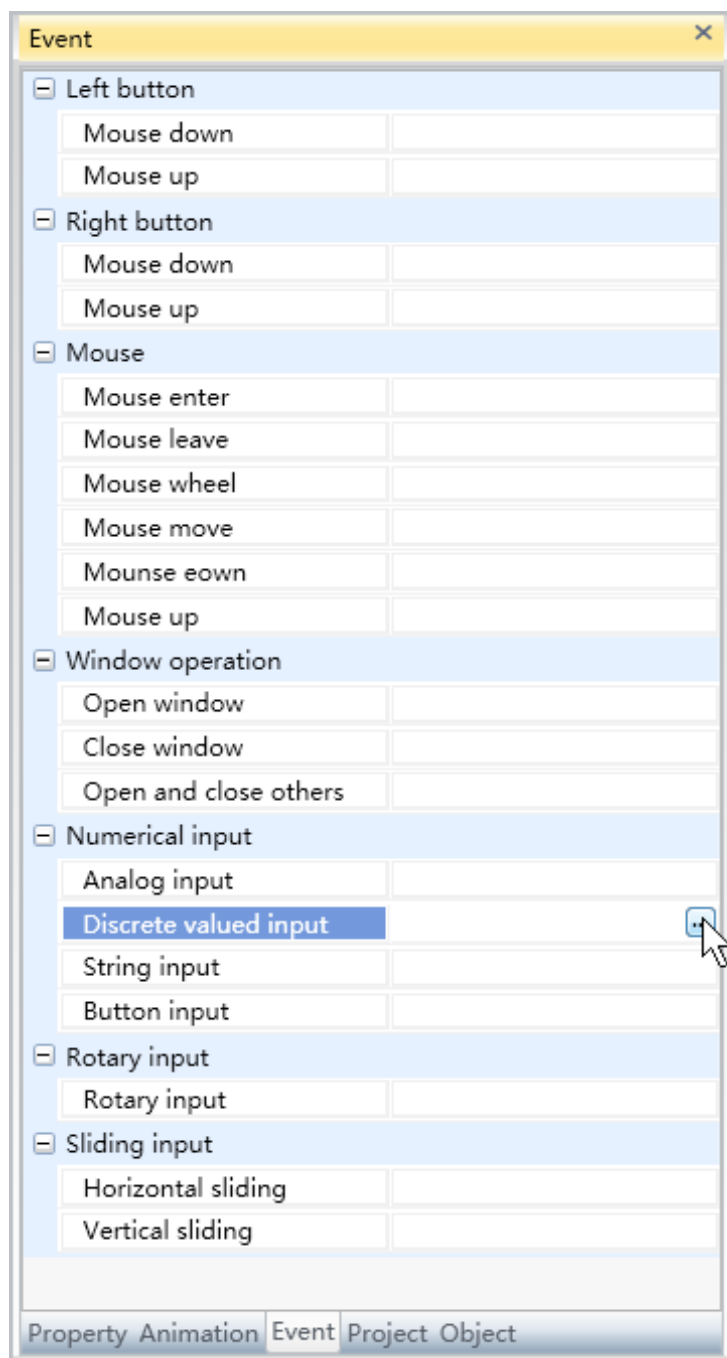 Event
Left button
Mouse down
Mouse up
Right button
Mouse down
Mouse up
Mouse
Mouse enter
Mouse leave
Mouse wheel
Mouse move
Mounse eown
Mouse up
Window operation
Open window
Close window
Open and close others
Numerical input
Analog input
Discrete valued input
String input
Button input
Rotary input
Rotary input
Sliding input
Horizontal sliding
Vertical sliding
Property Animation Event Project Object